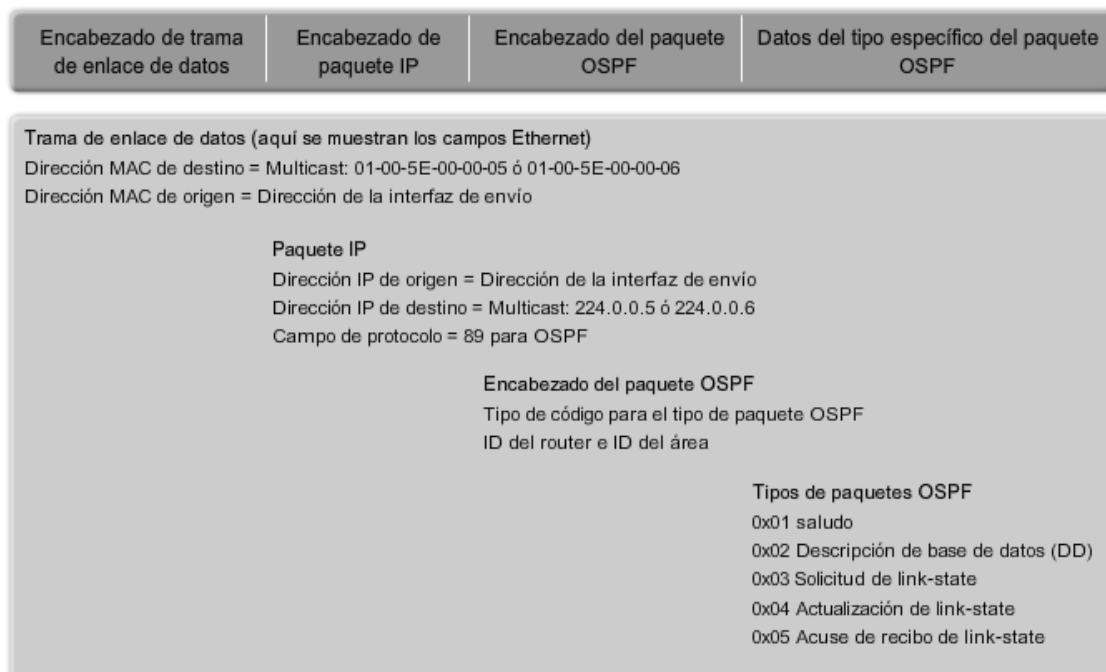 Encabezado de trama
de enlace de datos
Encabezado de
paquete IP
Encabezado del paquete
OSPF
Datos del tipo específico del paquete
OSPF
Trama de enlace de datos (aquí se muestran los campos Ethernet)
Dirección MAC de destino = Multicast: 01-00-5E-00-00-05 ó 01-00-5E-00-00-06
Dirección MAC de origen = Dirección de la interfaz de envío
Paquete IP
Dirección IP de origen = Dirección de la interfaz de envío
Dirección IP de destino = Multicast: 224.0.0.5 ó 224.0.0.6
Campo de protocolo = 89 para OSPF
Encabezado del paquete OSPF
Tipo de código para el tipo de paquete OSPF
ID del router e ID del área
Tipos de paquetes OSPF
0x01 saludo
0x02 Descripción de base de datos (DD)
0x03 Solicitud de link-state
0x04 Actualización de link-state
0x05 Acuse de recibo de link-state